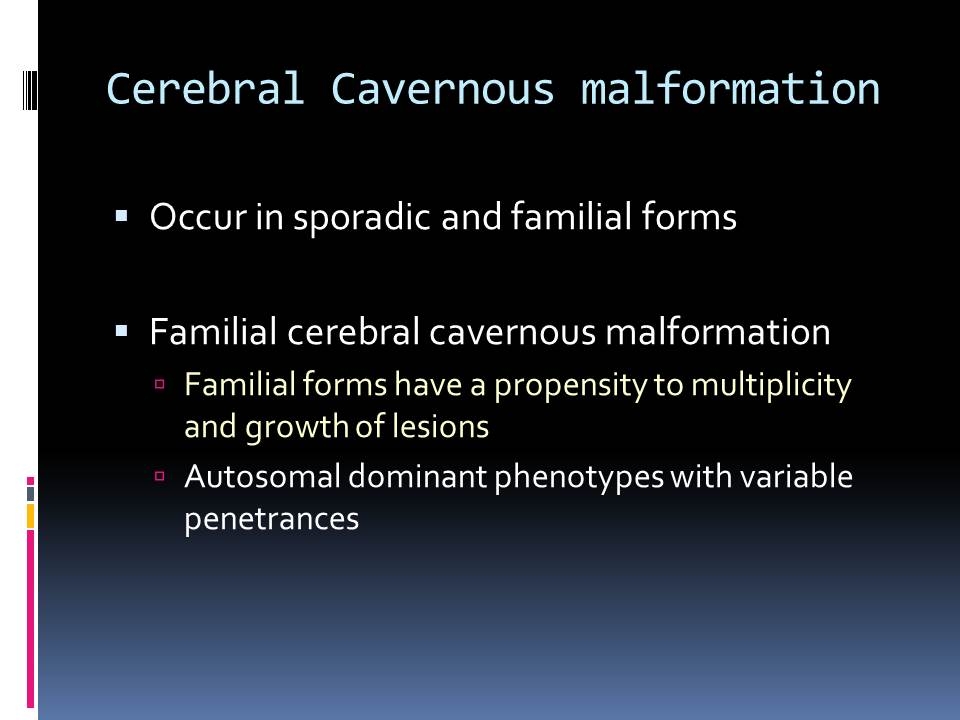 Cerebral Cavernous malformation
Occur in sporadic and familial forms
Familial cerebral cavernous malformation
Familial forms have a propensity to multiplicity
and growth of lesions
Autosomal dominant phenotypes with variable
penetrances